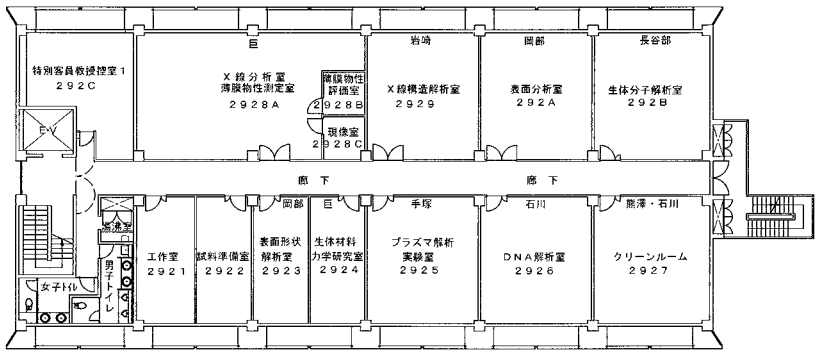 巨
岩崎
岡部
長谷部
特別客員教授控室1
292C
X線分析室
薄膜物性測定室
2928A
薄膜物性
評価室
2928B
現像室
2928C
X線構造解析室
2929
表面分析室
292A
生体分子解析室
292B
EV
廊下
廊下
湯沸室
工作室
2921
試料準備室
2922
岡部
表面形状
解析室
2923
巨
生体材料
力学研究室
2924
手塚
プラズマ解析
実験室
2925
石川
DNA解析室
2926
熊澤・石川
クリーンルーム
2927
女子トイレ
男子トイレ